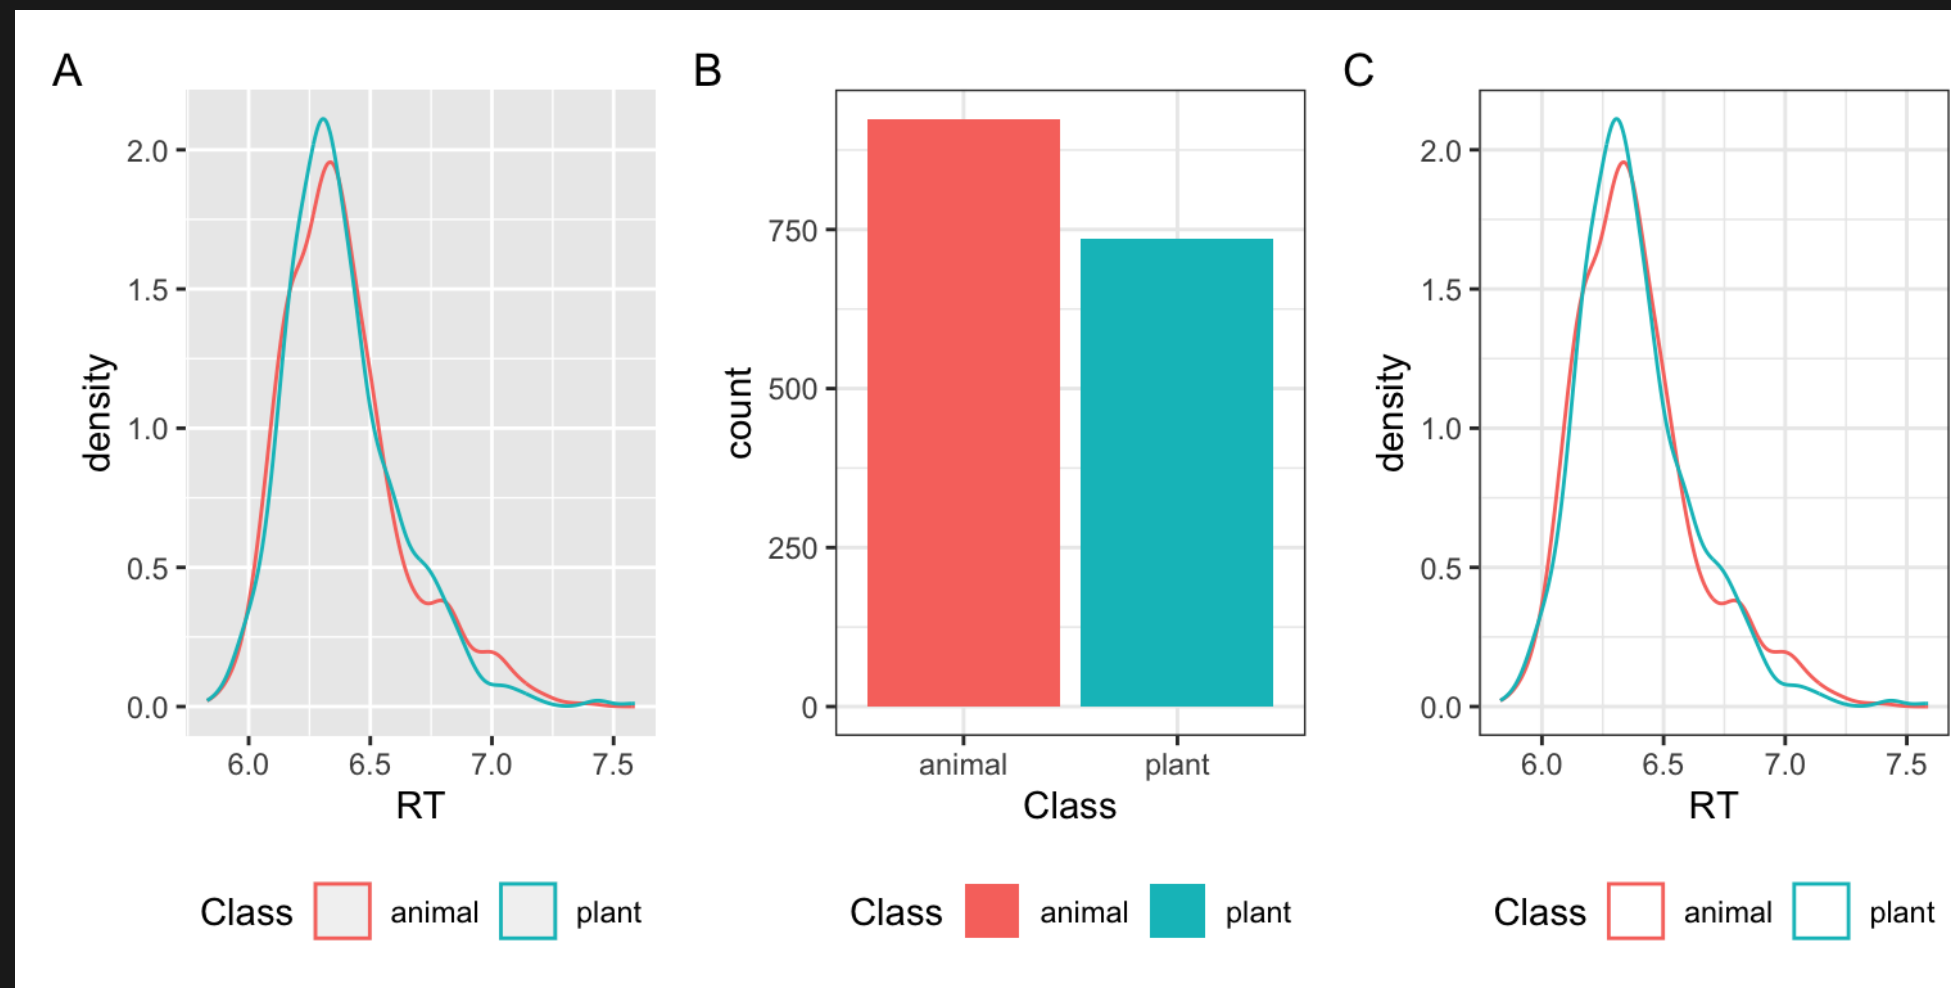 A
2.0
1.5
1.0
0.5
0.0
density
6.0 6.5 7.0 7.5
RT
Class animal plant
B
750
500
250
0
count
animal plant
Class
Class animal plant
C
2.0
1.5
1.0
0.5
0.0
density
6.0 6.5 7.0 7.5
RT
Class animal plant